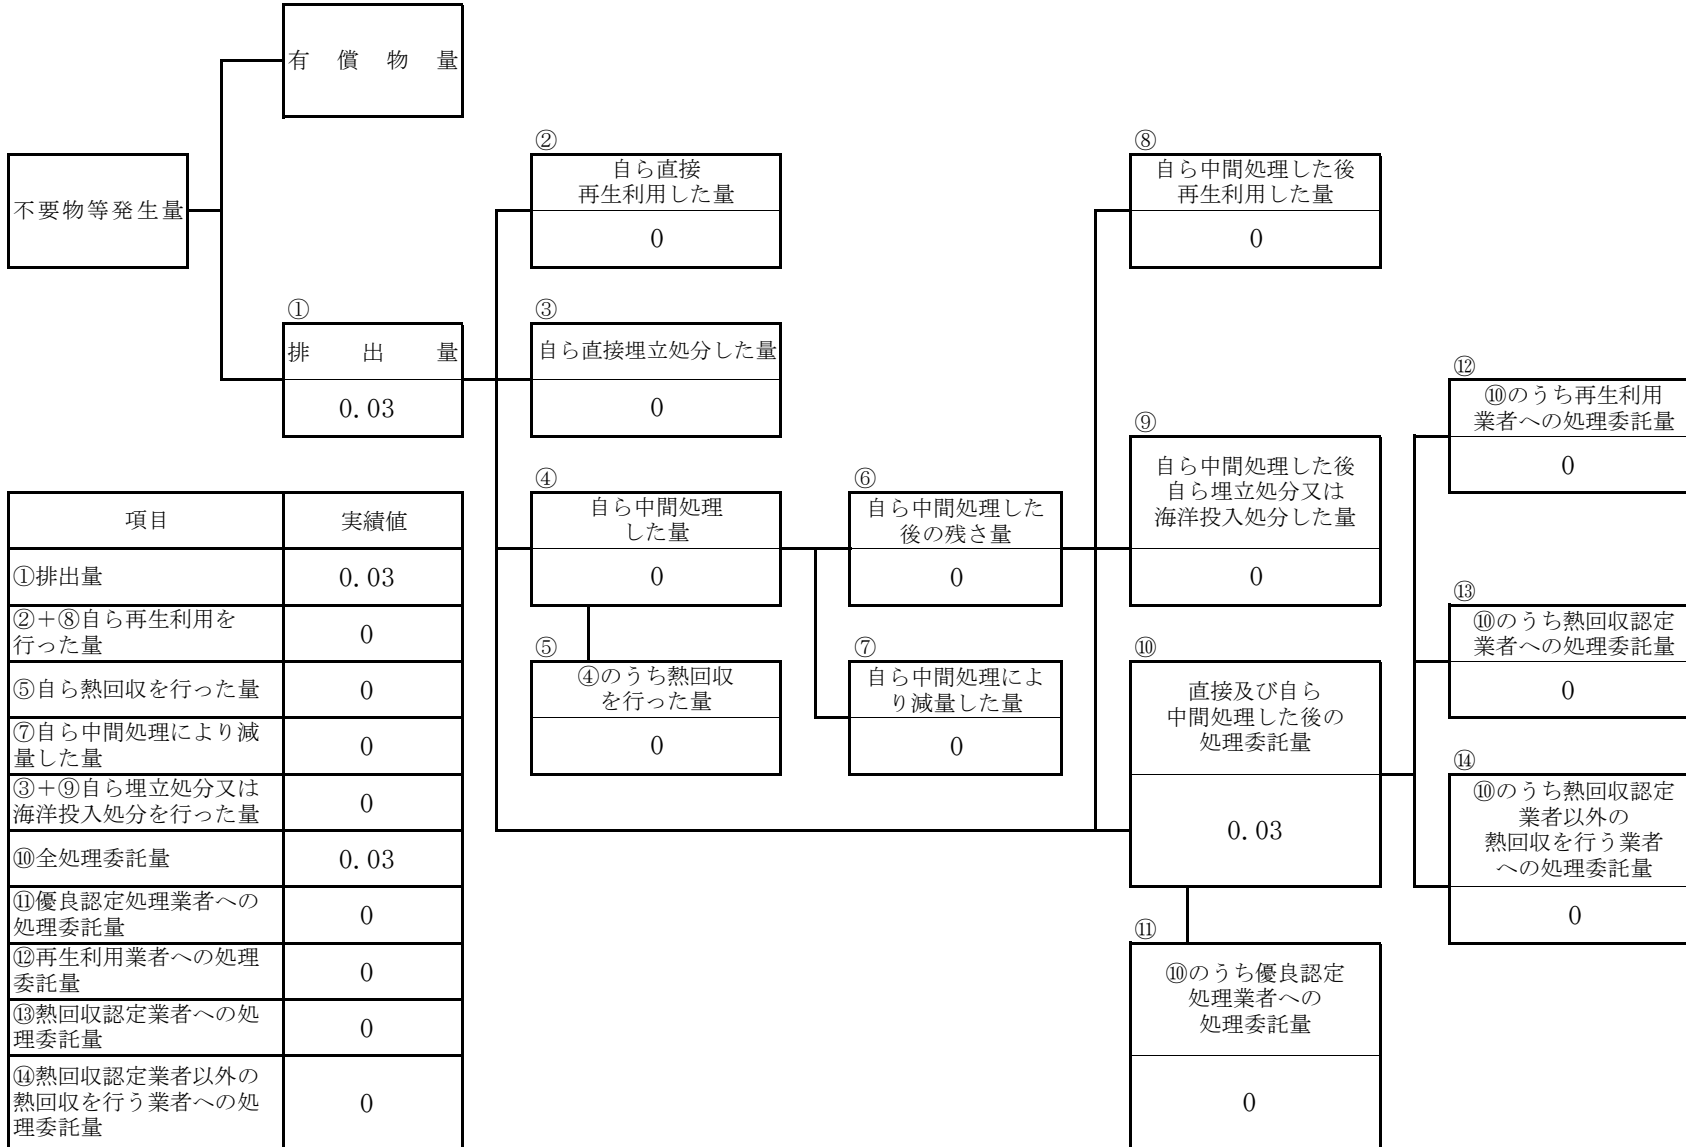 有償物量
不要物等発生量
①
排出量
0.03
②
自ら直接
再生利用した量
0
③
自ら直接埋立処分した量
0
④
自ら中間処理
した量
0
⑤
④のうち熱回収
を行った量
0
⑥
自ら中間処理した
後の残さ量
0
⑦
自ら中間処理によ
り減量した量
0
⑧
自ら中間処理した後
再生利用した量
0
⑨
自ら中間処理した後
自ら埋立処分又は
海洋投入処分した量
0
⑩
直接及び自ら
中間処理した後の
処理委託量
0.03
⑪
⑩のうち優良認定
処理業者への
処理委託量
0
⑫
⑩のうち再生利用
業者への処理委託量
0
⑬
⑩のうち熱回収認定
業者への処理委託量
0
⑭
⑩のうち熱回収認定
業者以外の
熱回収を行う業者
への処理委託量
0
項目 実績値
①排出量 0.03
②+⑧自ら再生利用を
行った量 0
⑤自ら熱回収を行った量 0
⑦自ら中間処理により減
量した量 0
③+⑨自ら埋立処分又は
海洋投入処分を行った量 0
⑩全処理委託量 0.03
⑪優良認定処理業者への
処理委託量 0
⑫再生利用業者への処理
委託量 0
⑬熱回収認定業者への処
理委託量 0
⑭熱回収認定業者以外の
熱回収を行う業者への処
理委託量 0